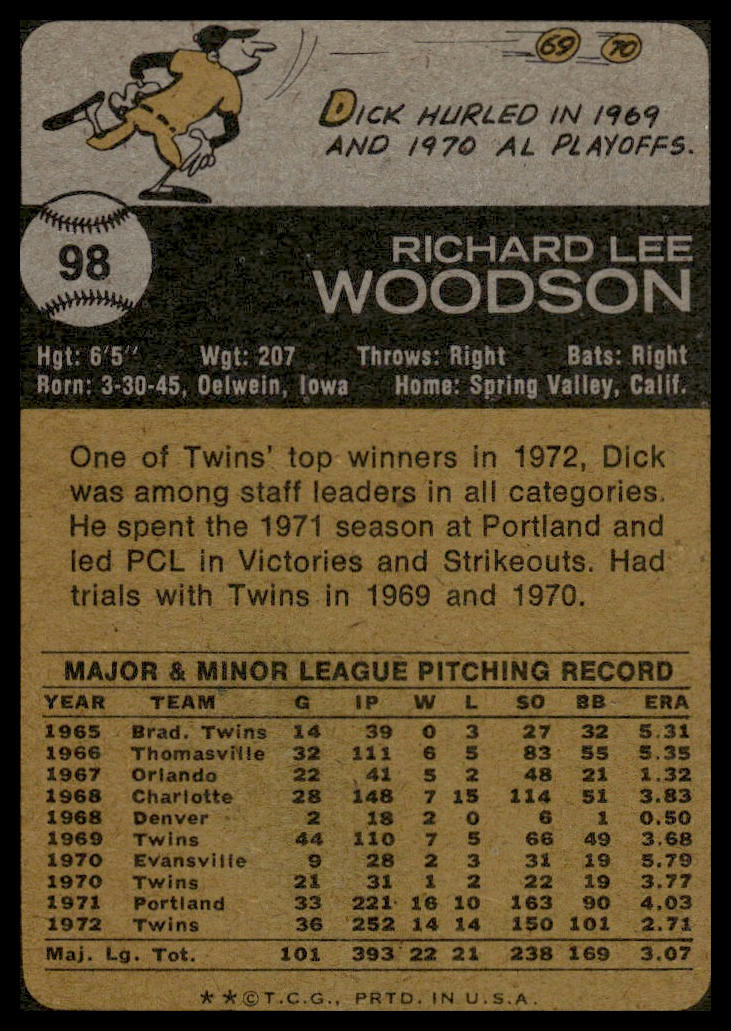 69 70
DICK HURLED IN 1969
AND 1970 AL PLAYOFFS.
98
RICHARD LEE
WOODSON
Hgt: 6'5" Wgt: 207 Throws: Right Bats: Right
Born: 3-30-45, Oelwein, Iowa Home: Spring Valley, Calif.
One of Twins' top winners in 1972, Dick
was among staff leaders in all categories.
He spent the 1971 season at Portland and
led PCL in Victories and Strikeouts. Had
trials with Twins in 1969 and 1970.
MAJOR & MINOR LEAGUE PITCHING RECORD
YEAR TEAM G IP W L SO BB ERA
1965 Brad. Twins 14 39 0 3 27 32 5.31
1966 Thomasville 32 111 6 5 83 55 5.35
1967 Orlando 22 41 5 2 48 21 1.32
1968 Charlotte 28 148 7 15 114 51 3.83
1968 Denver 2 18 2 0 6 1 0.50
1969 Twins 44 110 7 5 66 49 3.68
1970 Evansville 9 28 2 3 31 19 5.79
1970 Twins 21 31 1 2 22 19 3.77
1971 Portland 33 221 16 10 163 90 4.03
1972 Twins 36 252 14 14 150 101 2.71
Maj. Lg. Tot. 101 393 22 21 238 169 3.07
**©T.C.G., PRTD. IN U.S.A.